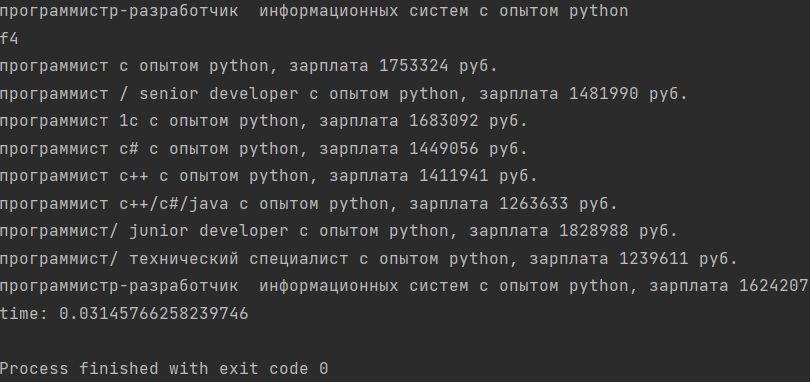 программистр-разработчик  информационных систем с опытом python
f4
программист с опытом python, зарплата 1753324 руб.
программист / senior developer с опытом python, зарплата 1481990 руб.
программист 1с с опытом python, зарплата 1683092 руб.
программист c# с опытом python, зарплата 1449056 руб.
программист c++ с опытом python, зарплата 1411941 руб.
программист c++/c#/java с опытом python, зарплата 1263633 руб.
программист/ junior developer с опытом python, зарплата 1828988 руб.
программист/ технический специалист с опытом python, зарплата 1239611 руб.
программистр-разработчик  информационных систем с опытом python, зарплата 1624207
time: 0.03145766258239746
Process finished with exit code 0